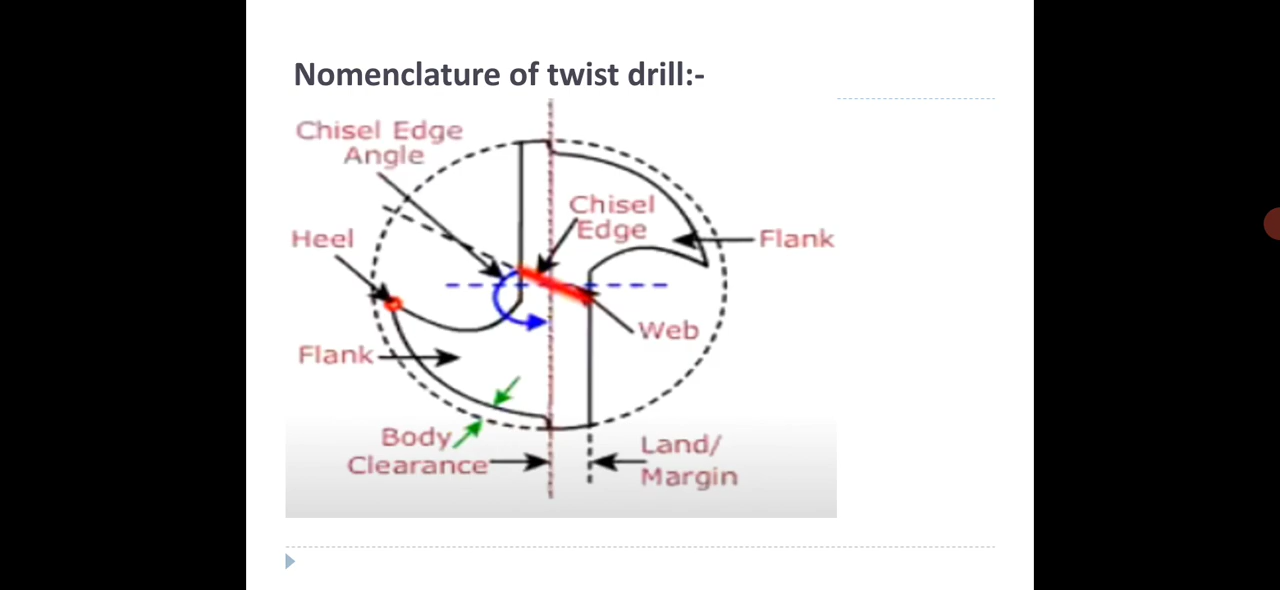 Nomenclature of twist drill:-
Chisel Edge
Angle
Chisel
Edge
Heel
Flank
Web
Flank
Body
Clearance
Land/
Margin